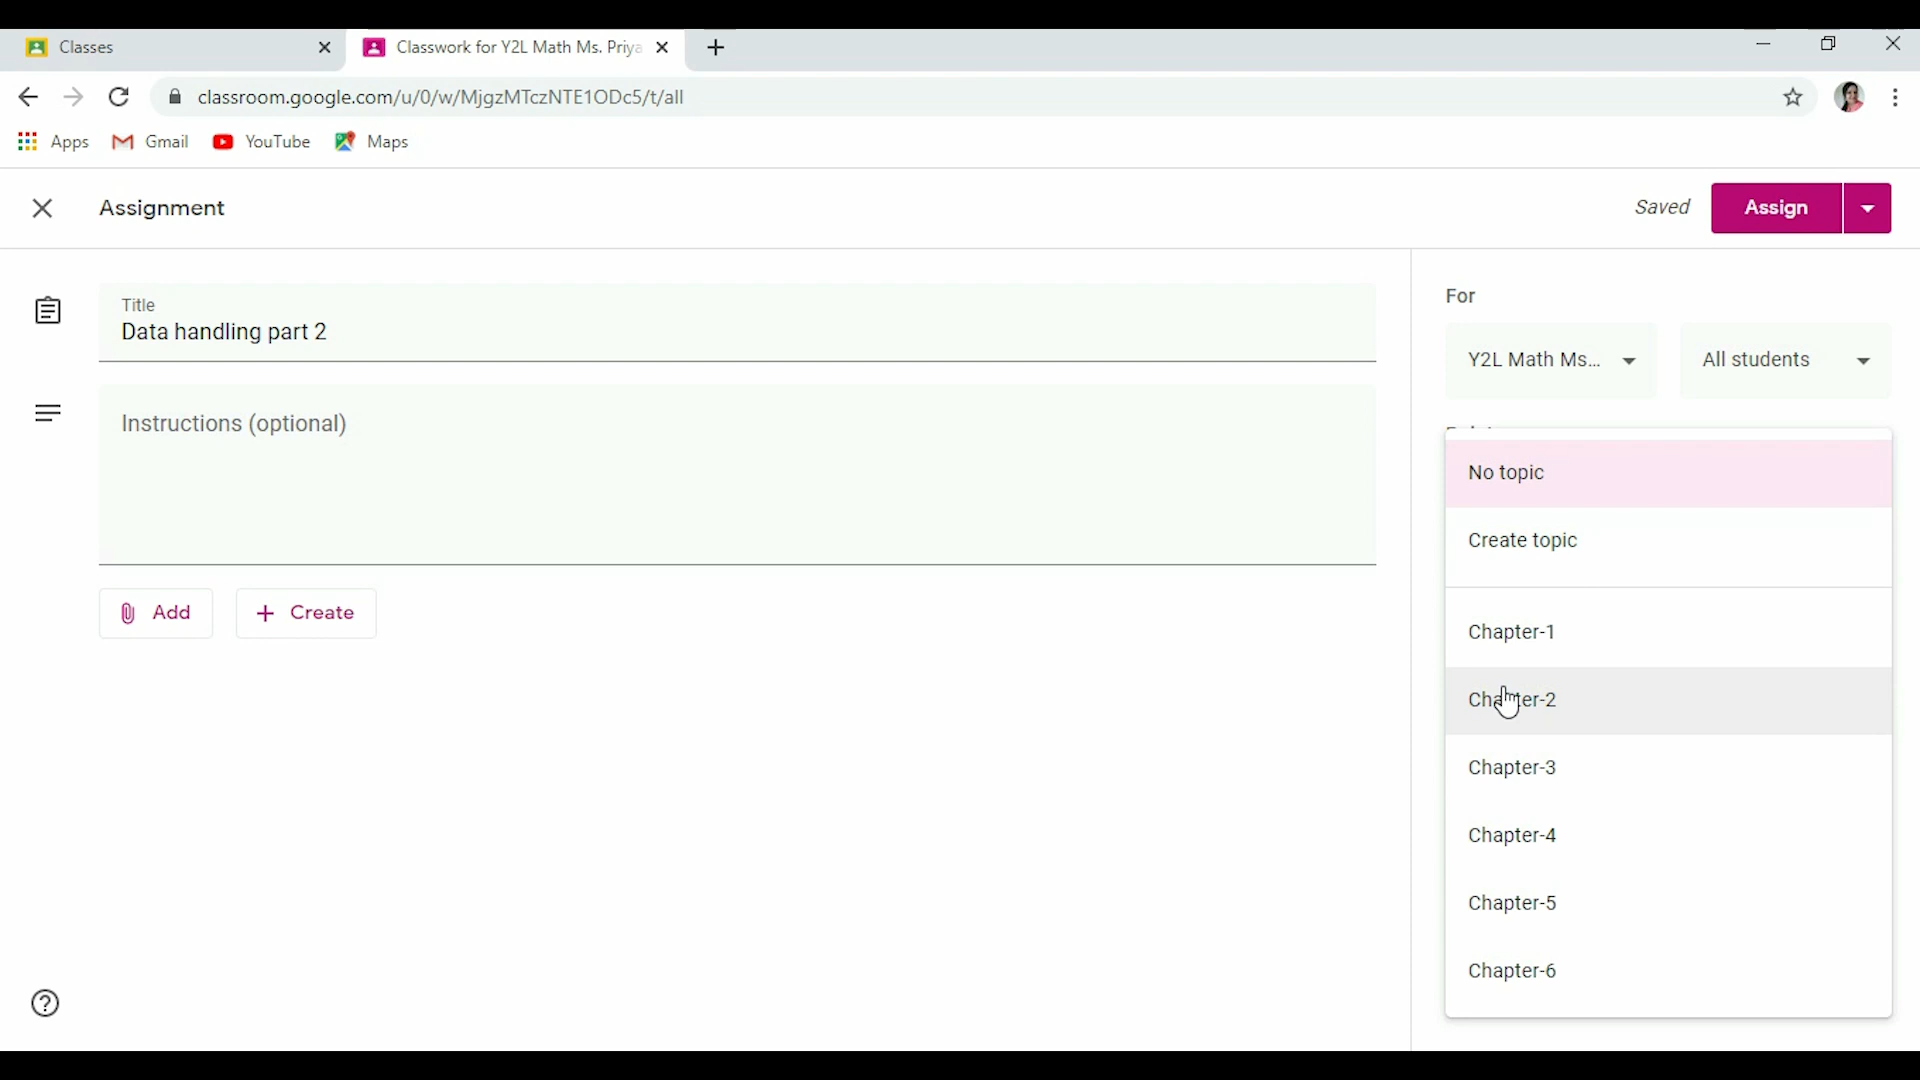 Classes
Classwork for Y2L Math Ms. Priya
classroom.google.com/u/0/w/MjgzMTczNTE1ODc5/t/all
Apps
Gmail
YouTube
Maps
Assignment
Saved
Assign
Title
Data handling part 2
Instructions (optional)
Add
Create
For
Y2L Math Ms...
All students
No topic
Create topic
Chapter-1
Chapter-2
Chapter-3
Chapter-4
Chapter-5
Chapter-6